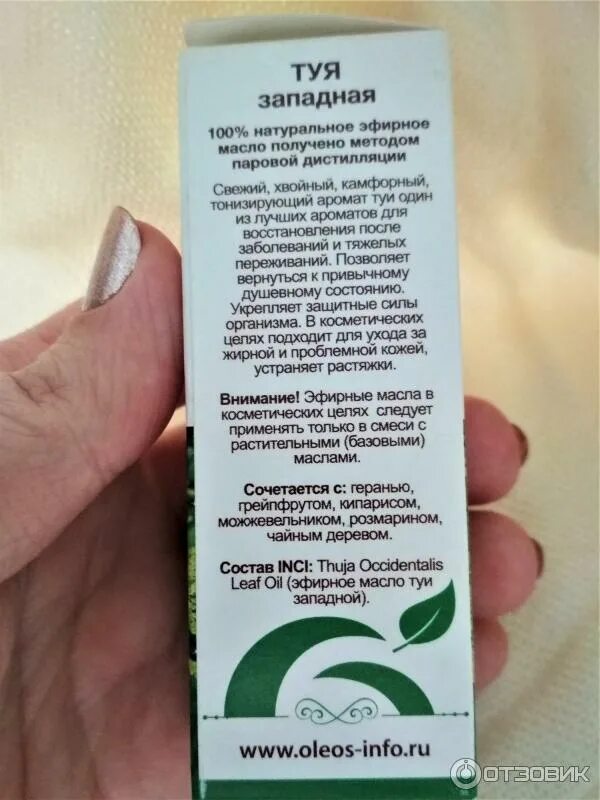 ТУЯ
западная
100% натуральное эфирное
масло получено методом
паровой дистилляции
Свежий, хвойный, камфорный,
тонизирующий аромат туи один
из лучших ароматов для
восстановления после
заболеваний и тяжелых
переживаний. Позволяет
вернуться к привычному
душевному состоянию.
Укрепляет защитные силы
организма. В косметических
целях подходит для ухода за
жирной и проблемной кожей,
устраняет растяжки.
Внимание! Эфирные масла в
косметических целях следует
применять только в смеси с
растительными (базовыми)
маслами.
Сочетается с: геранью,
грейпфрутом, кипарисом,
можжевельником, розмарином,
чайным деревом.
Состав INCI: Thuja Occidentalis
Leaf Oil (эфирное масло туи
западной).
www.oleos-info.ru
ОТЗОВИК